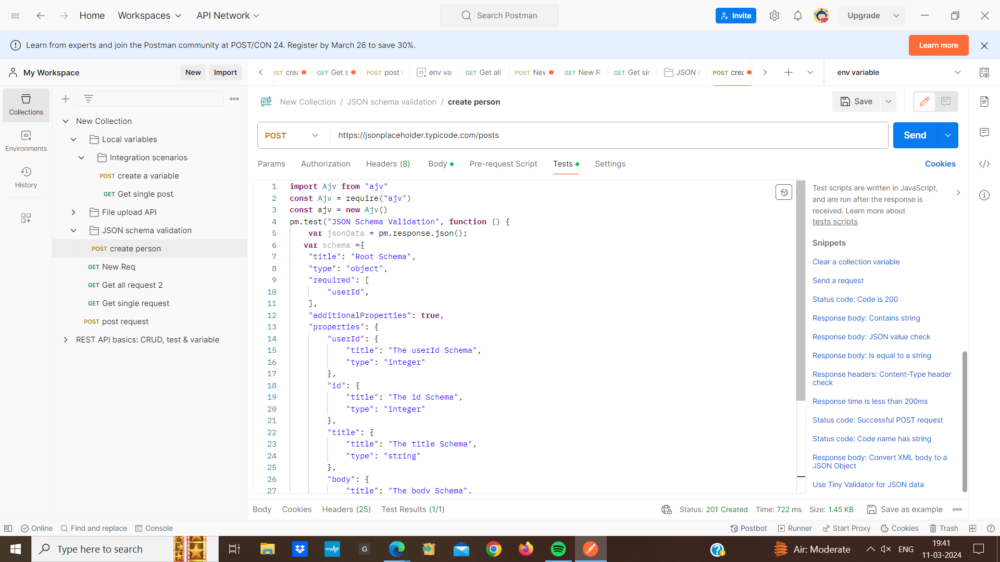 Home
Workspaces
API Network
Search Postman
Invite
Upgrade
Learn from experts and join the Postman community at POST/CON 24. Register by March 26 to save 30%.
Learn more
My Workspace
New
Import
OST crea
GET Get s
POST post r
env va
GET Get all
POST New
GET New R
GET Get sin
JSON s
POST crea
env variable
Collections
Environments
History
New Collection
Local variables
Integration scenarios
POST create a variable
GET Get single post
File upload API
JSON schema validation
POST create person
GET New Req
GET Get all request 2
GET Get single request
POST post request
REST API basics: CRUD, test & variable
HTTP New Collection / JSON schema validation / create person
Save
POST
https://jsonplaceholder.typicode.com/posts
Send
Params
Authorization
Headers (8)
Body
Pre-request Script
Tests
Settings
Cookies
1 import Ajv from "ajv"
2 const Ajv = require("ajv")
3 const ajv = new Ajv()
4 pm.test("JSON Schema Validation", function () {
5 var jsonData = pm.response.json();
6 var schema ={
7 "title": "Root Schema",
8 "type": "object",
9 "required": [
10 "userId",
11 ],
12 "additionalProperties": true,
13 "properties": {
14 "userId": {
15 "title": "The userId Schema",
16 "type": "integer"
17 },
18 "id": {
19 "title": "The id Schema",
20 "type": "integer"
21 },
22 "title": {
23 "title": "The title Schema",
24 "type": "string"
25 },
26 "body": {
27 "title": "The body Schema",
Test scripts are written in JavaScript,
and are run after the response is
received. Learn more about
tests scripts
Snippets
Clear a collection variable
Send a request
Status code: Code is 200
Response body: Contains string
Response body: JSON value check
Response body: Is equal to a string
Response headers: Content-Type header
check
Response time is less than 200ms
Status code: Successful POST request
Status code: Code name has string
Response body: Convert XML body to a
JSON Object
Use Tiny Validator for JSON data
Body
Cookies
Headers (25)
Test Results (1/1)
Status: 201 Created
Time: 722 ms
Size: 1.45 KB
Save as example
Online
Find and replace
Console
Postbot
Runner
Start Proxy
Cookies
Trash
Type here to search
myhp
G
Air: Moderate
ENG
19:41
11-03-2024